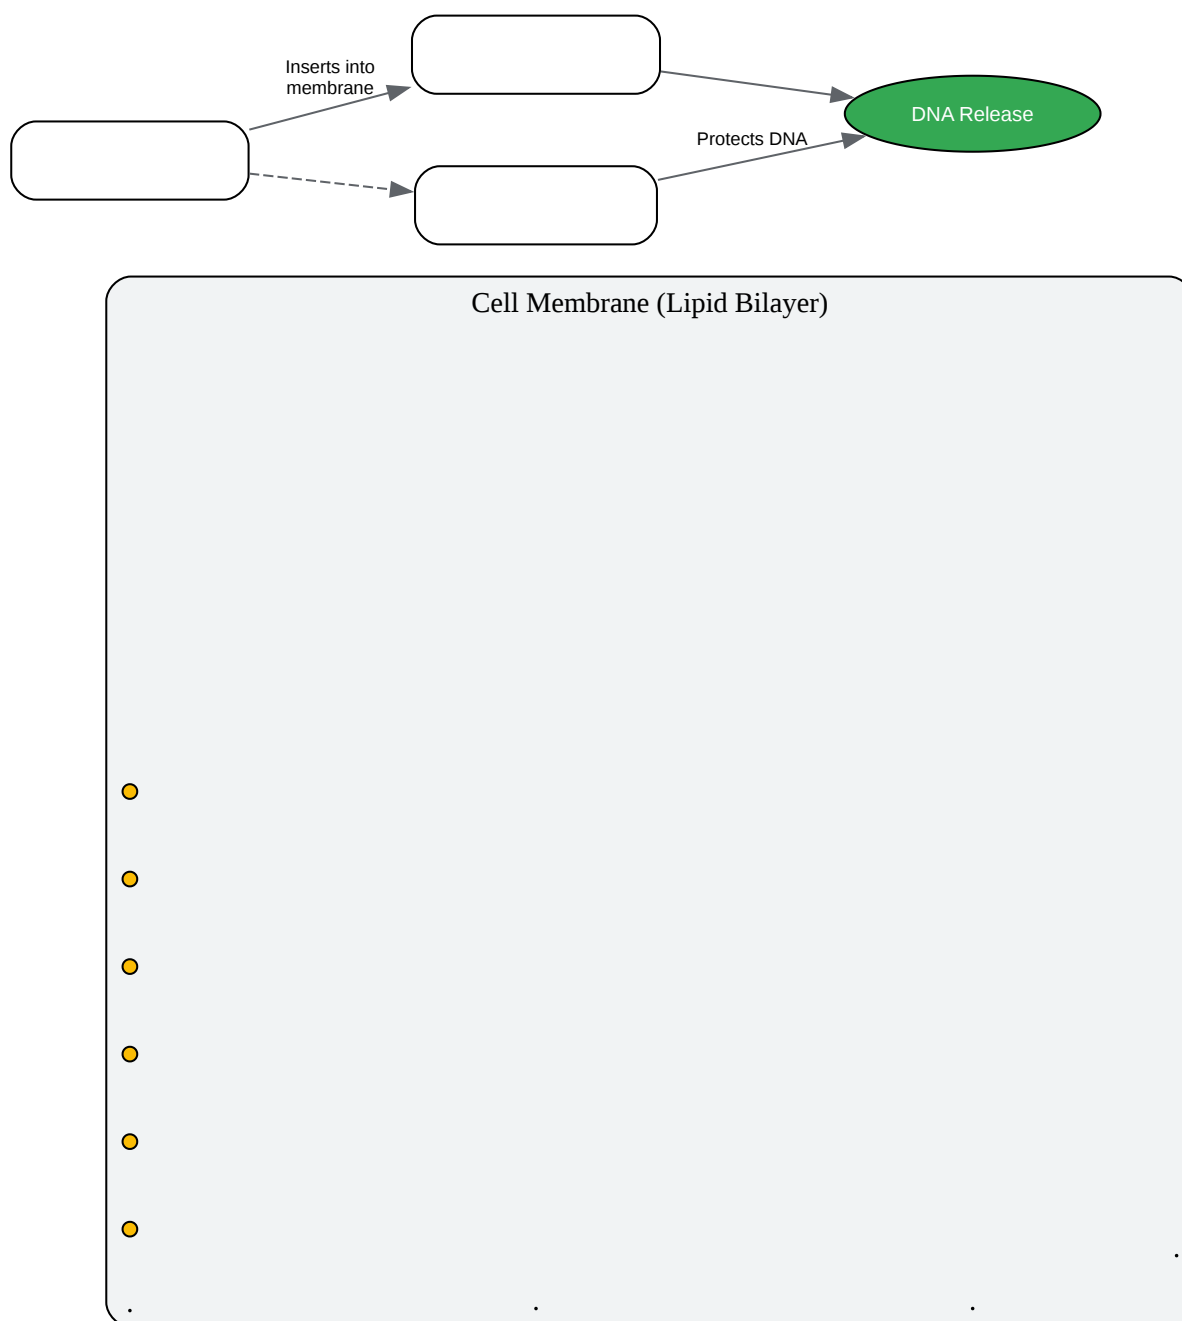 Inserts into
membrane
DNA Release
Protects DNA
Cell Membrane (Lipid Bilayer)